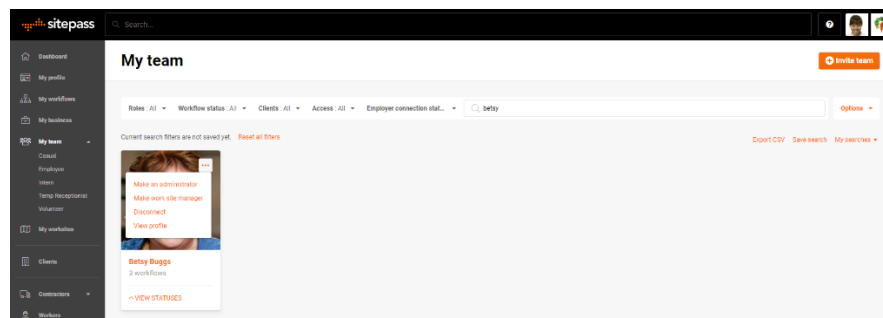 sitepass
Search...
Dashboard
My profile
My workflows
My business
My team
Casual
Employee
Intern
Temp Receptionist
Volunteer
My worksites
Clients
Contractors
Workers
My team
Invite team
Roles : All Workflow status : All Clients : All Access : All Employer connection stat... betsy Options
Current search filters are not saved yet. Reset all filters
Export CSV Save search My searches
Make an administrator
Make work site manager
Disconnect
View profile
Betsy Buggs
3 workflows
VIEW STATUSES